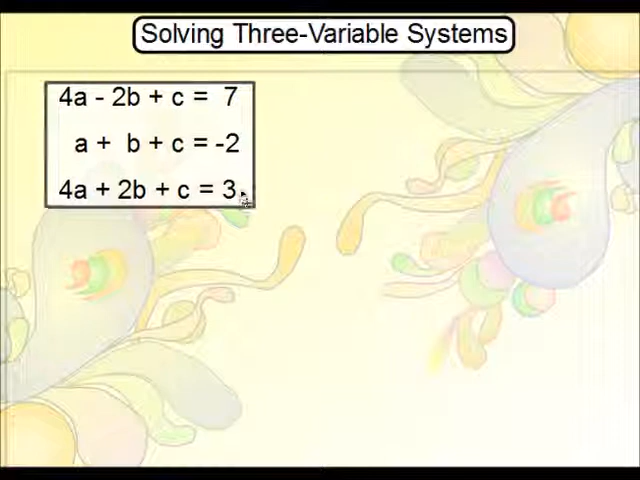 Solving Three-Variable Systems
4a - 2b + c = 7
a + b + c = -2
4a + 2b + c = 3